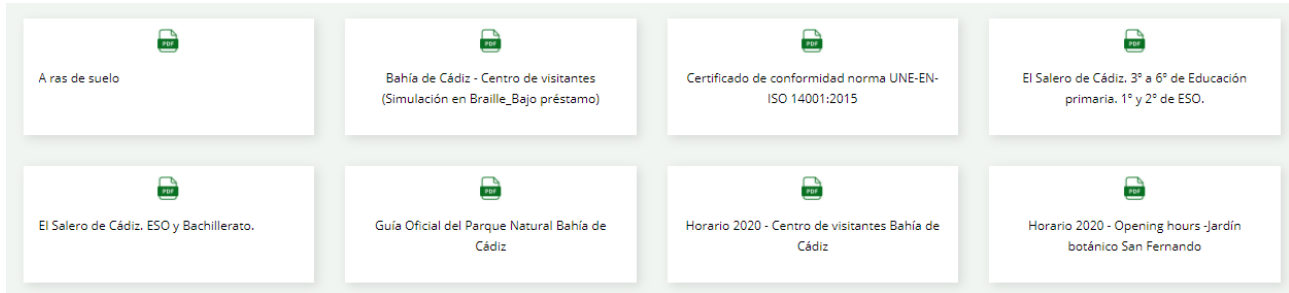 PDF
A ras de suelo
PDF
Bahía de Cádiz - Centro de visitantes
(Simulación en Braille_Bajo préstamo)
PDF
Certificado de conformidad norma UNE-EN-
ISO 14001:2015
PDF
El Salero de Cádiz. 3º a 6º de Educación
primaria. 1º y 2º de ESO.
PDF
El Salero de Cádiz. ESO y Bachillerato.
PDF
Guía Oficial del Parque Natural Bahía de
Cádiz
PDF
Horario 2020 - Centro de visitantes Bahía de
Cádiz
PDF
Horario 2020 - Opening hours -Jardín
botánico San Fernando